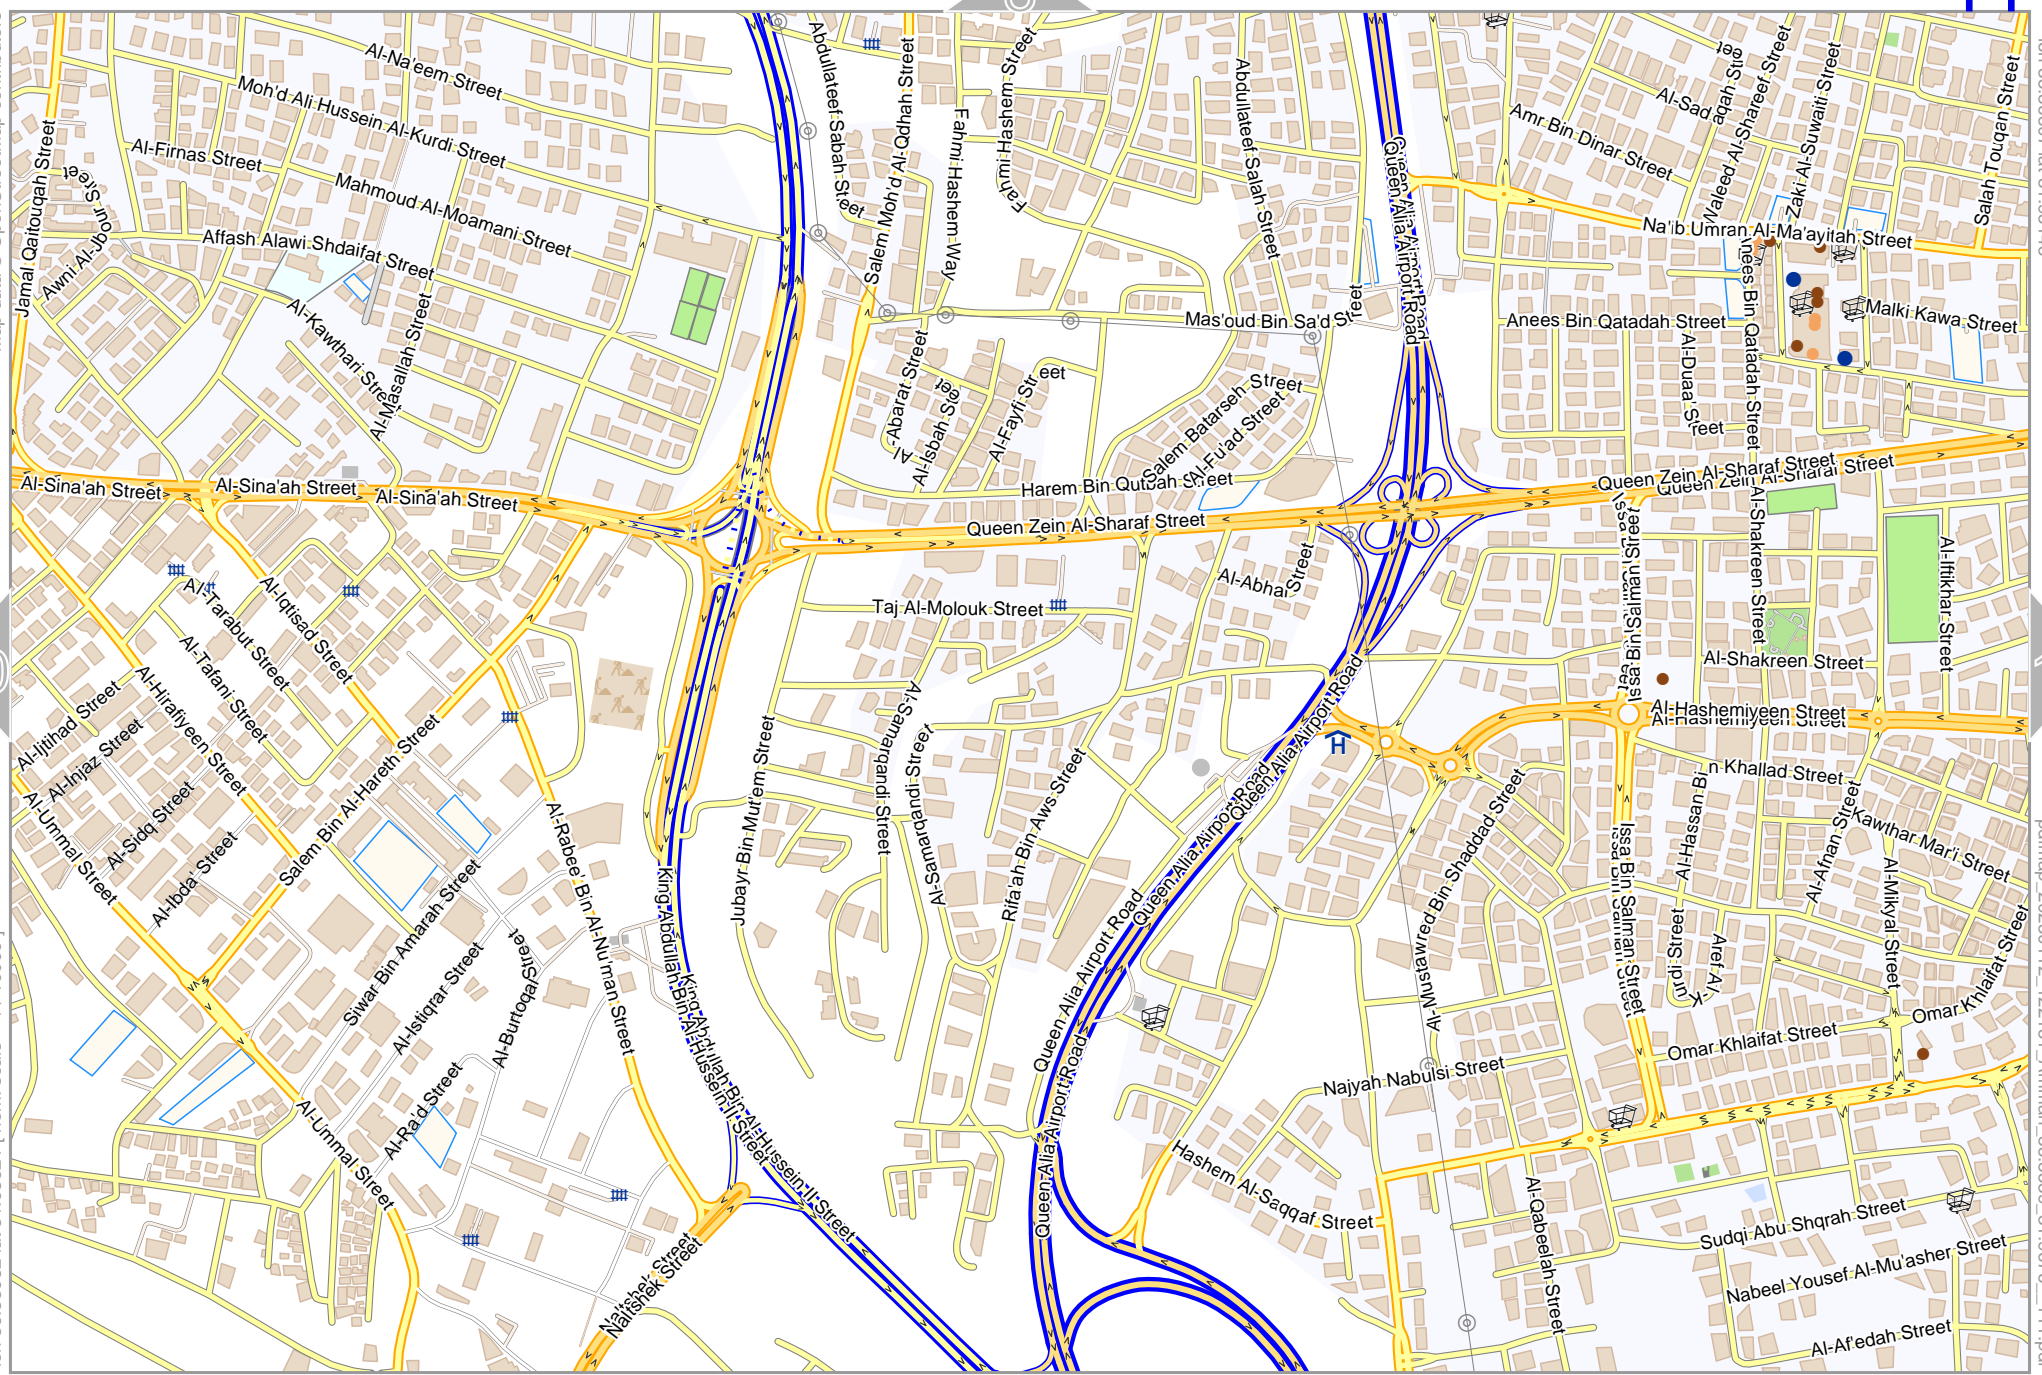 Al-Na'eem Street
Moh'd Ali Hussein Al-Kurdi Street
Al-Firnas Street
Mahmoud Al-Moamani Street
Affash Alawi Shdaifat Street
Jamal Qaitouqah Street
Awni Al-Jbour Street
Al-Kawthari Street
Al-Masallah Street
Abdullateef Sabah Street
Salem Moh'd Al-Qdhah Street
Fahmi Hashem Way
Fahmi Hashem Street
Abdullateef Salah Street
Queen Alia Airport Road
Queen Alia Airport Road
Amr Bin Dinar Street
Al-Sadaqah Street
Waleed Al-Shareef Street
Zaki Al-Suwaiti Street
Salah Touqan Street
Na'ib Umran Al-Ma'ayitah Street
Anees Bin Qatadah Street
Anees Bin Qatadah Street
Malki Kawa Street
Al-Duaa' Street
Mas'oud Bin Sa'd Street
Al-Abarat Street
Al-Isbah Street
Al-Fayfi Street
Salem Batarseh Street
Al-Fu'ad Street
Harem Bin Qutbah Street
Al-Sina'ah Street
Al-Sina'ah Street
Al-Sina'ah Street
Queen Zein Al-Sharaf Street
Queen Zein Al-Sharaf Street
Queen Zein Al-Sharaf Street
Al-Shakreen Street
Al-Shakreen Street
Al-Iftikhar Street
Issa Bin Salman Street
Issa Bin Salman Street
Al-Abhar Street
Taj Al-Molouk Street
Al-Tarabut Street
Al-Iqtisad Street
Al-Tafani Street
Al-Hirafiyeen Street
Al-Ijtihad Street
Al-Injaz Street
Al-Sidq Street
Al-Ibda' Street
Al-Ummal Street
Salem Bin Al-Hareth Street
Al-Rabee' Bin Al-Nu'man Street
Siwar Bin Amarah Street
Al-Istiqrar Street
Al-Burtoqal Street
Al-Ra'd Street
Al-Ummal Street
Jubayr Bin Mut'em Street
Al-Samarqandi Street
Al-Samarqandi Street
Rifa'ah Bin Aws Street
Queen Alia Airport Road
Queen Alia Airport Road
Queen Alia Airport Road
Queen Alia Airport Road
Queen Alia Airport Road
H
Al-Hashemiyeen Street
Al-Hashemiyeen Street
n Khallad Street
Al-Hassan Bi
Al-Afnan Street
Kawthar Mar'i Street
Al-Mikyal Street
Issa Bin Salman Street
Issa Bin Salman Street
Aref Al
Kurdi Street
Al-Mustawred Bin Shaddad Street
Omar Khlaifat Street
Omar Khlaifat Street
Najyah Nabulsi Street
Hashem Al-Saqqaf Street
Al-Qabeelah Street
Sudqi Abu Shqrah Street
Nabeel Yousef Al-Mu'asher Street
Al-Af'edah Street
King Abdullah Bin Al-Hussein II Street
King Abdullah Bin Al-Hussein II Street
Naitshek Street
Naitshek Street